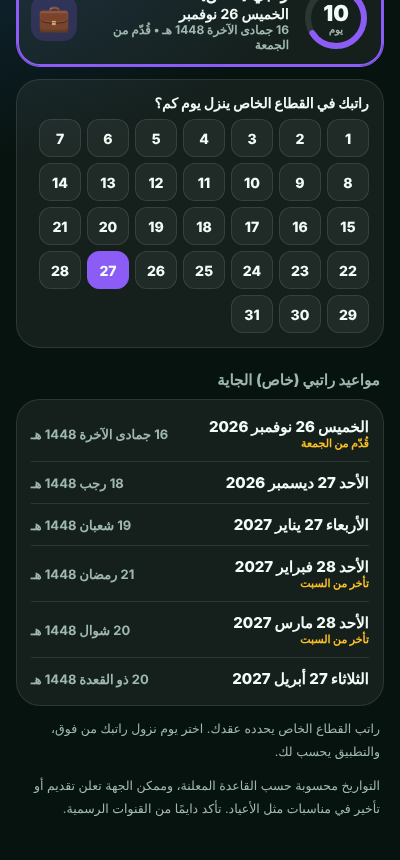 10
يوم
الخميس 26 نوفمبر
16 جمادى الآخرة 1448 هـ • قُدّم من
الجمعة
راتبك في القطاع الخاص ينزل يوم كم؟
1 2 3 4 5 6 7
8 9 10 11 12 13 14
15 16 17 18 19 20 21
22 23 24 25 26 27 28
29 30 31
مواعيد راتبي (خاص) الجاية
الخميس 26 نوفمبر 2026 16 جمادى الآخرة 1448 هـ
قُدّم من الجمعة
الأحد 27 ديسمبر 2026 18 رجب 1448 هـ
الأربعاء 27 يناير 2027 19 شعبان 1448 هـ
الأحد 28 فبراير 2027 21 رمضان 1448 هـ
تأخر من السبت
الأحد 28 مارس 2027 20 شوال 1448 هـ
تأخر من السبت
الثلاثاء 27 أبريل 2027 20 ذو القعدة 1448 هـ
راتب القطاع الخاص يحدده عقدك. اختر يوم نزول راتبك من فوق،
والتطبيق يحسب لك.
التواريخ محسوبة حسب القاعدة المعلنة، وممكن الجهة تعلن تقديم أو
تأخير في مناسبات مثل الأعياد. تأكد دايمًا من القنوات الرسمية.